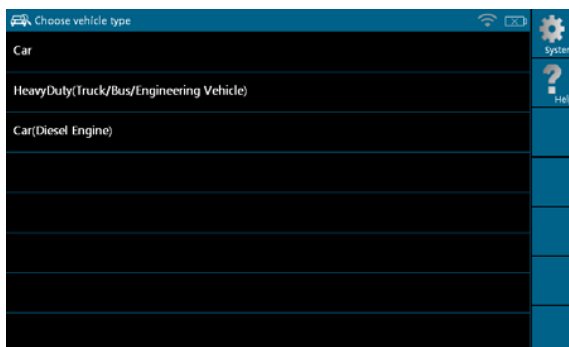 Choose vehicle type
Car
HeavyDuty(Truck/Bus/Engineering Vehicle)
Car(Diesel Engine)